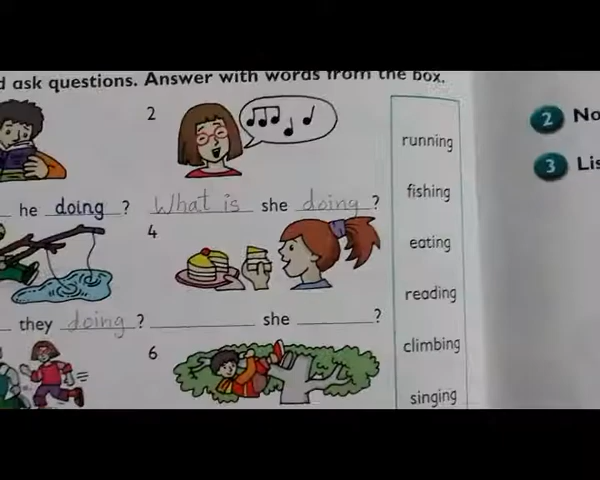 d ask questions. Answer with words from the box.
2
he doing ? What is she doing ?
4
they doing ? she ?
6
running
fishing
eating
reading
climbing
singing
2 No
3 Lis